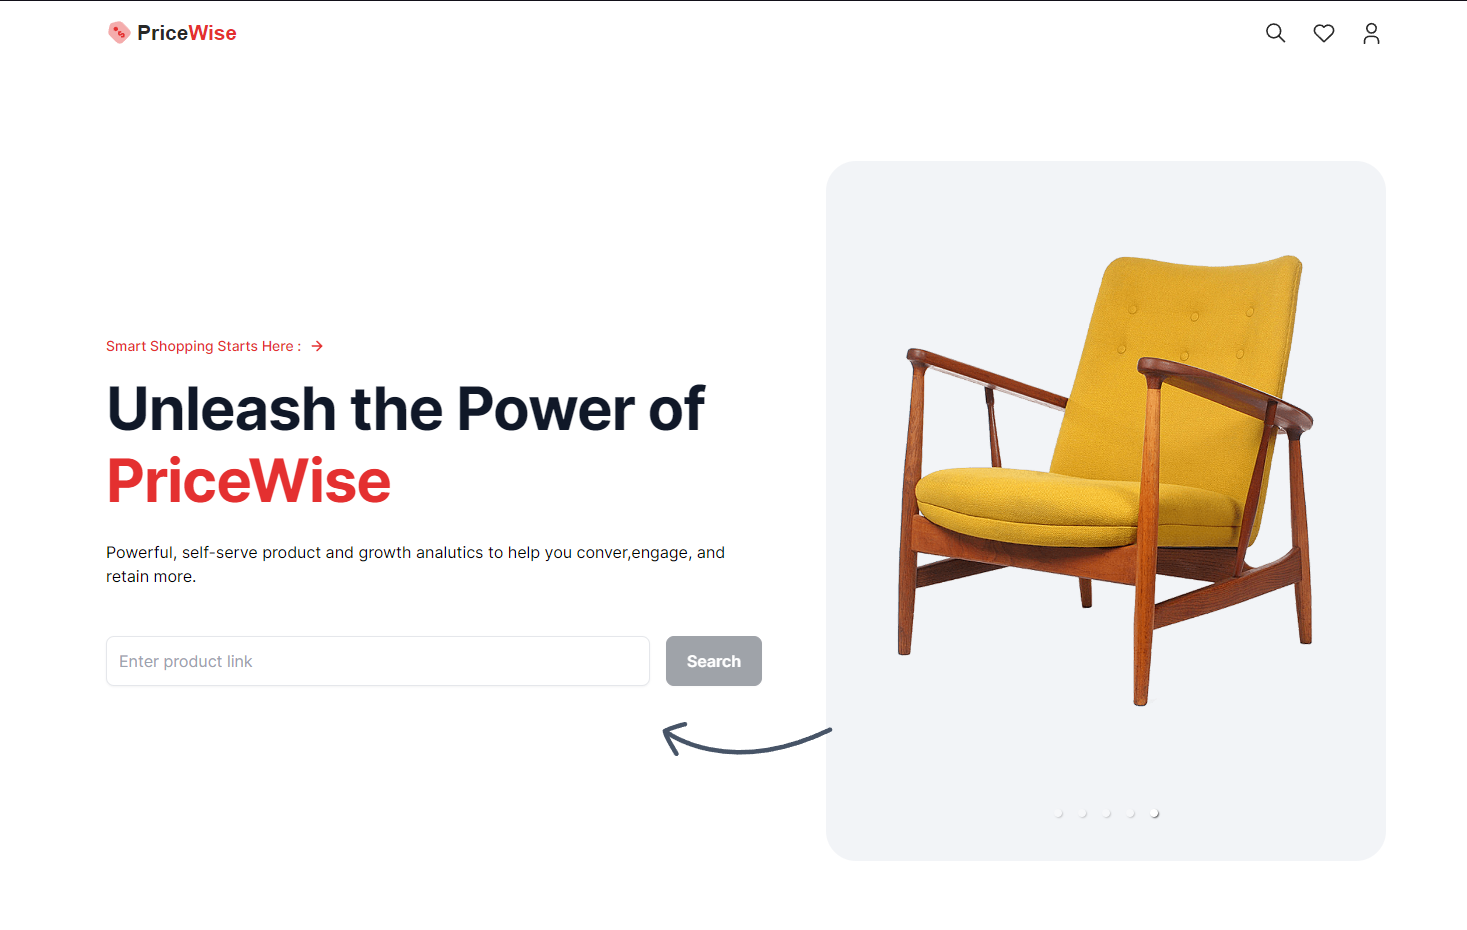 PriceWise
Smart Shopping Starts Here :
Unleash the Power of
PriceWise
Powerful, self-serve product and growth analutics to help you conver,engage, and
retain more.
Enter product link
Search